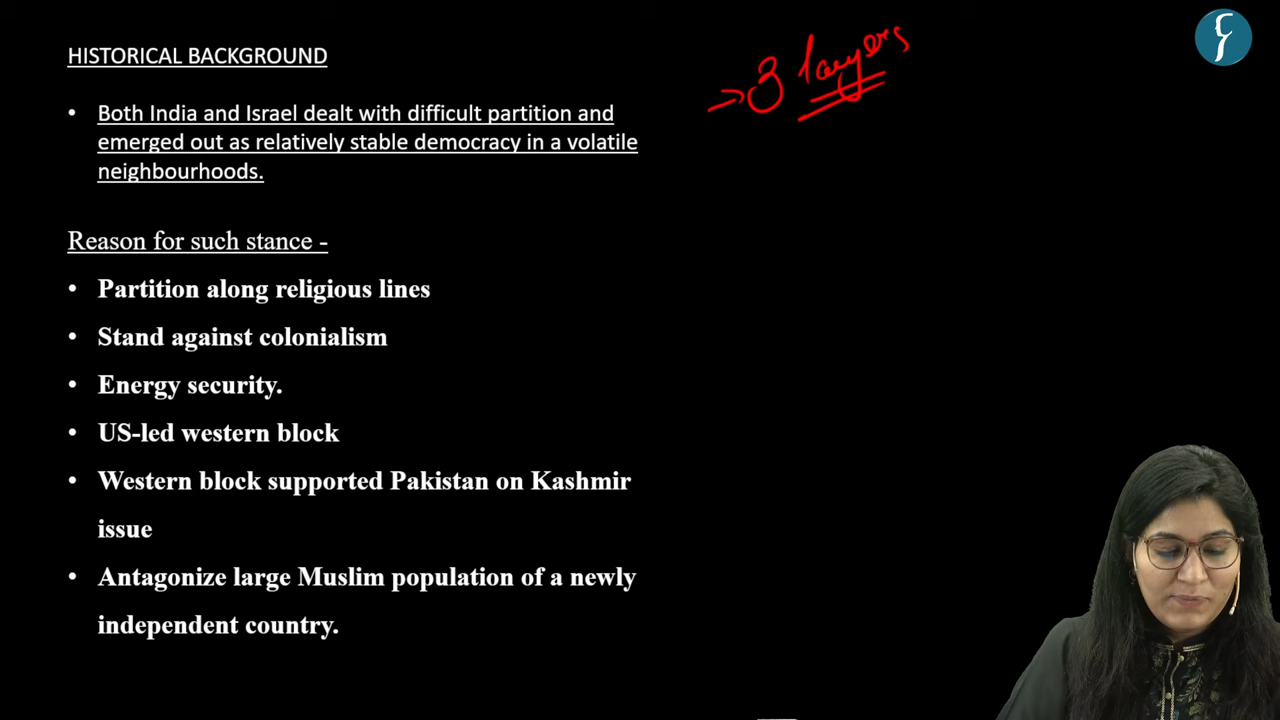 HISTORICAL BACKGROUND
→ 3 layers
• Both India and Israel dealt with difficult partition and
emerged out as relatively stable democracy in a volatile
neighbourhoods.
Reason for such stance -
• Partition along religious lines
• Stand against colonialism
• Energy security.
• US-led western block
• Western block supported Pakistan on Kashmir
issue
• Antagonize large Muslim population of a newly
independent country.